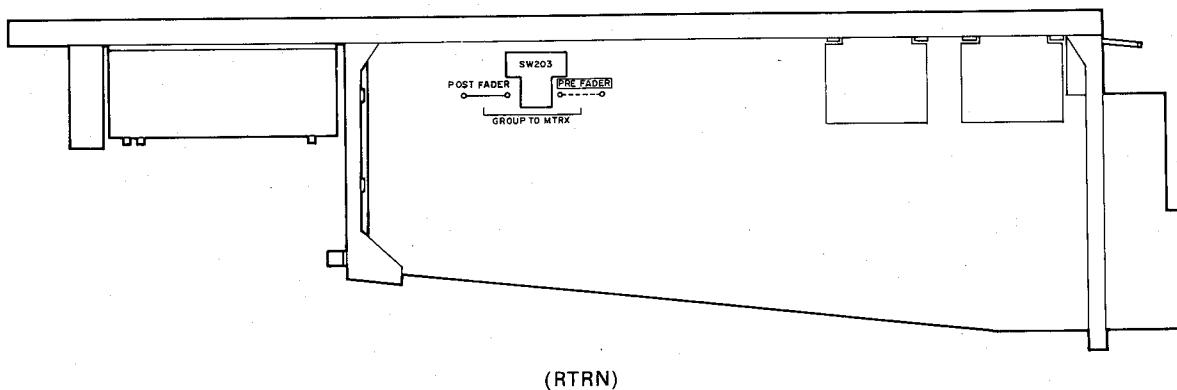 SW203
POST FADER
PRE FADER
GROUP TO MTRX
(RTRN)